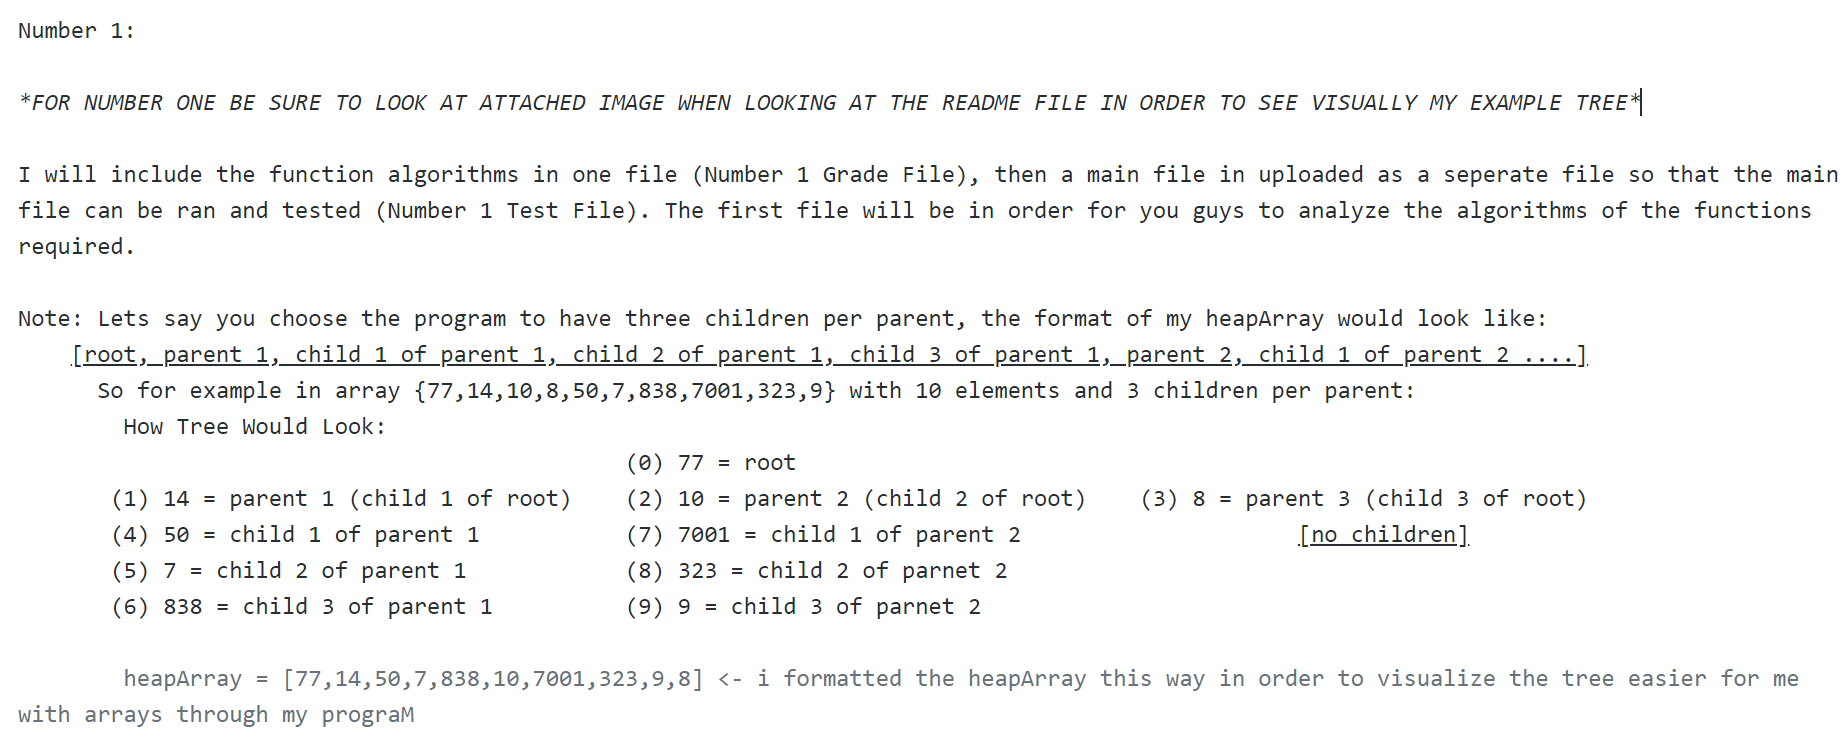 Number 1:
*FOR NUMBER ONE BE SURE TO LOOK AT ATTACHED IMAGE WHEN LOOKING AT THE README FILE IN ORDER TO SEE VISUALLY MY EXAMPLE TREE*
I will include the function algorithms in one file (Number 1 Grade File), then a main file in uploaded as a seperate file so that the main
file can be ran and tested (Number 1 Test File). The first file will be in order for you guys to analyze the algorithms of the functions
required.
Note: Lets say you choose the program to have three children per parent, the format of my heapArray would look like:
[root, parent 1, child 1 of parent 1, child 2 of parent 1, child 3 of parent 1, parent 2, child 1 of parent 2 ....]
So for example in array {77,14,10,8,50,7,838,7001,323,9} with 10 elements and 3 children per parent:
How Tree Would Look:
(0) 77 = root
(1) 14 = parent 1 (child 1 of root) (2) 10 = parent 2 (child 2 of root) (3) 8 = parent 3 (child 3 of root)
(4) 50 = child 1 of parent 1 (7) 7001 = child 1 of parent 2 [no children]
(5) 7 = child 2 of parent 1 (8) 323 = child 2 of parnet 2
(6) 838 = child 3 of parent 1 (9) 9 = child 3 of parnet 2
heapArray = [77,14,50,7,838,10,7001,323,9,8] <- i formatted the heapArray this way in order to visualize the tree easier for me
with arrays through my prograM